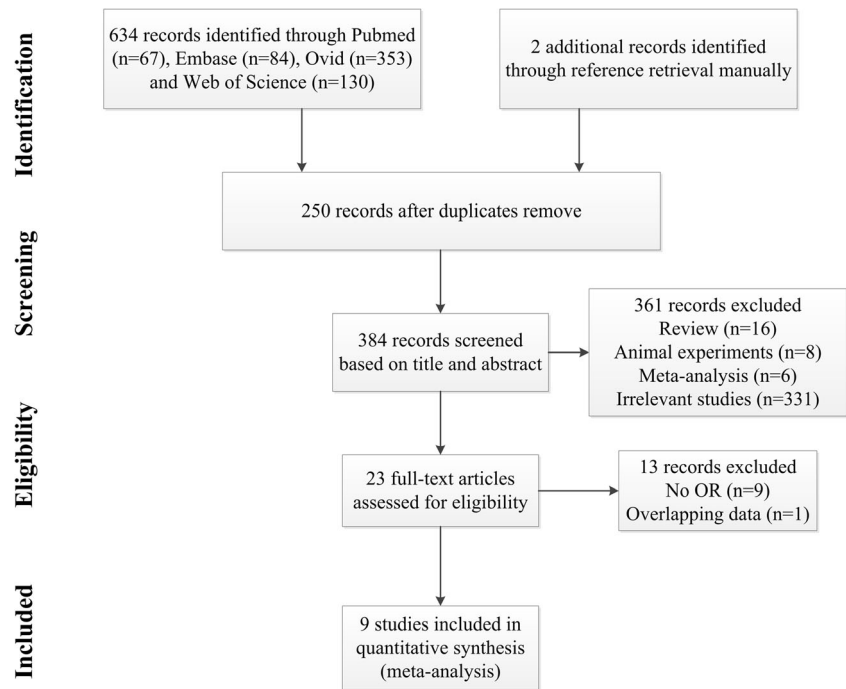 Identification
634 records identified through Pubmed
(n=67), Embase (n=84), Ovid (n=353)
and Web of Science (n=130)
2 additional records identified
through reference retrieval manually
250 records after duplicates remove
Screening
384 records screened
based on title and abstract
361 records excluded
Review (n=16)
Animal experiments (n=8)
Meta-analysis (n=6)
Irrelevant studies (n=331)
Eligibility
23 full-text articles
assessed for eligibility
13 records excluded
No OR (n=9)
Overlapping data (n=1)
Included
9 studies included in
quantitative synthesis
(meta-analysis)